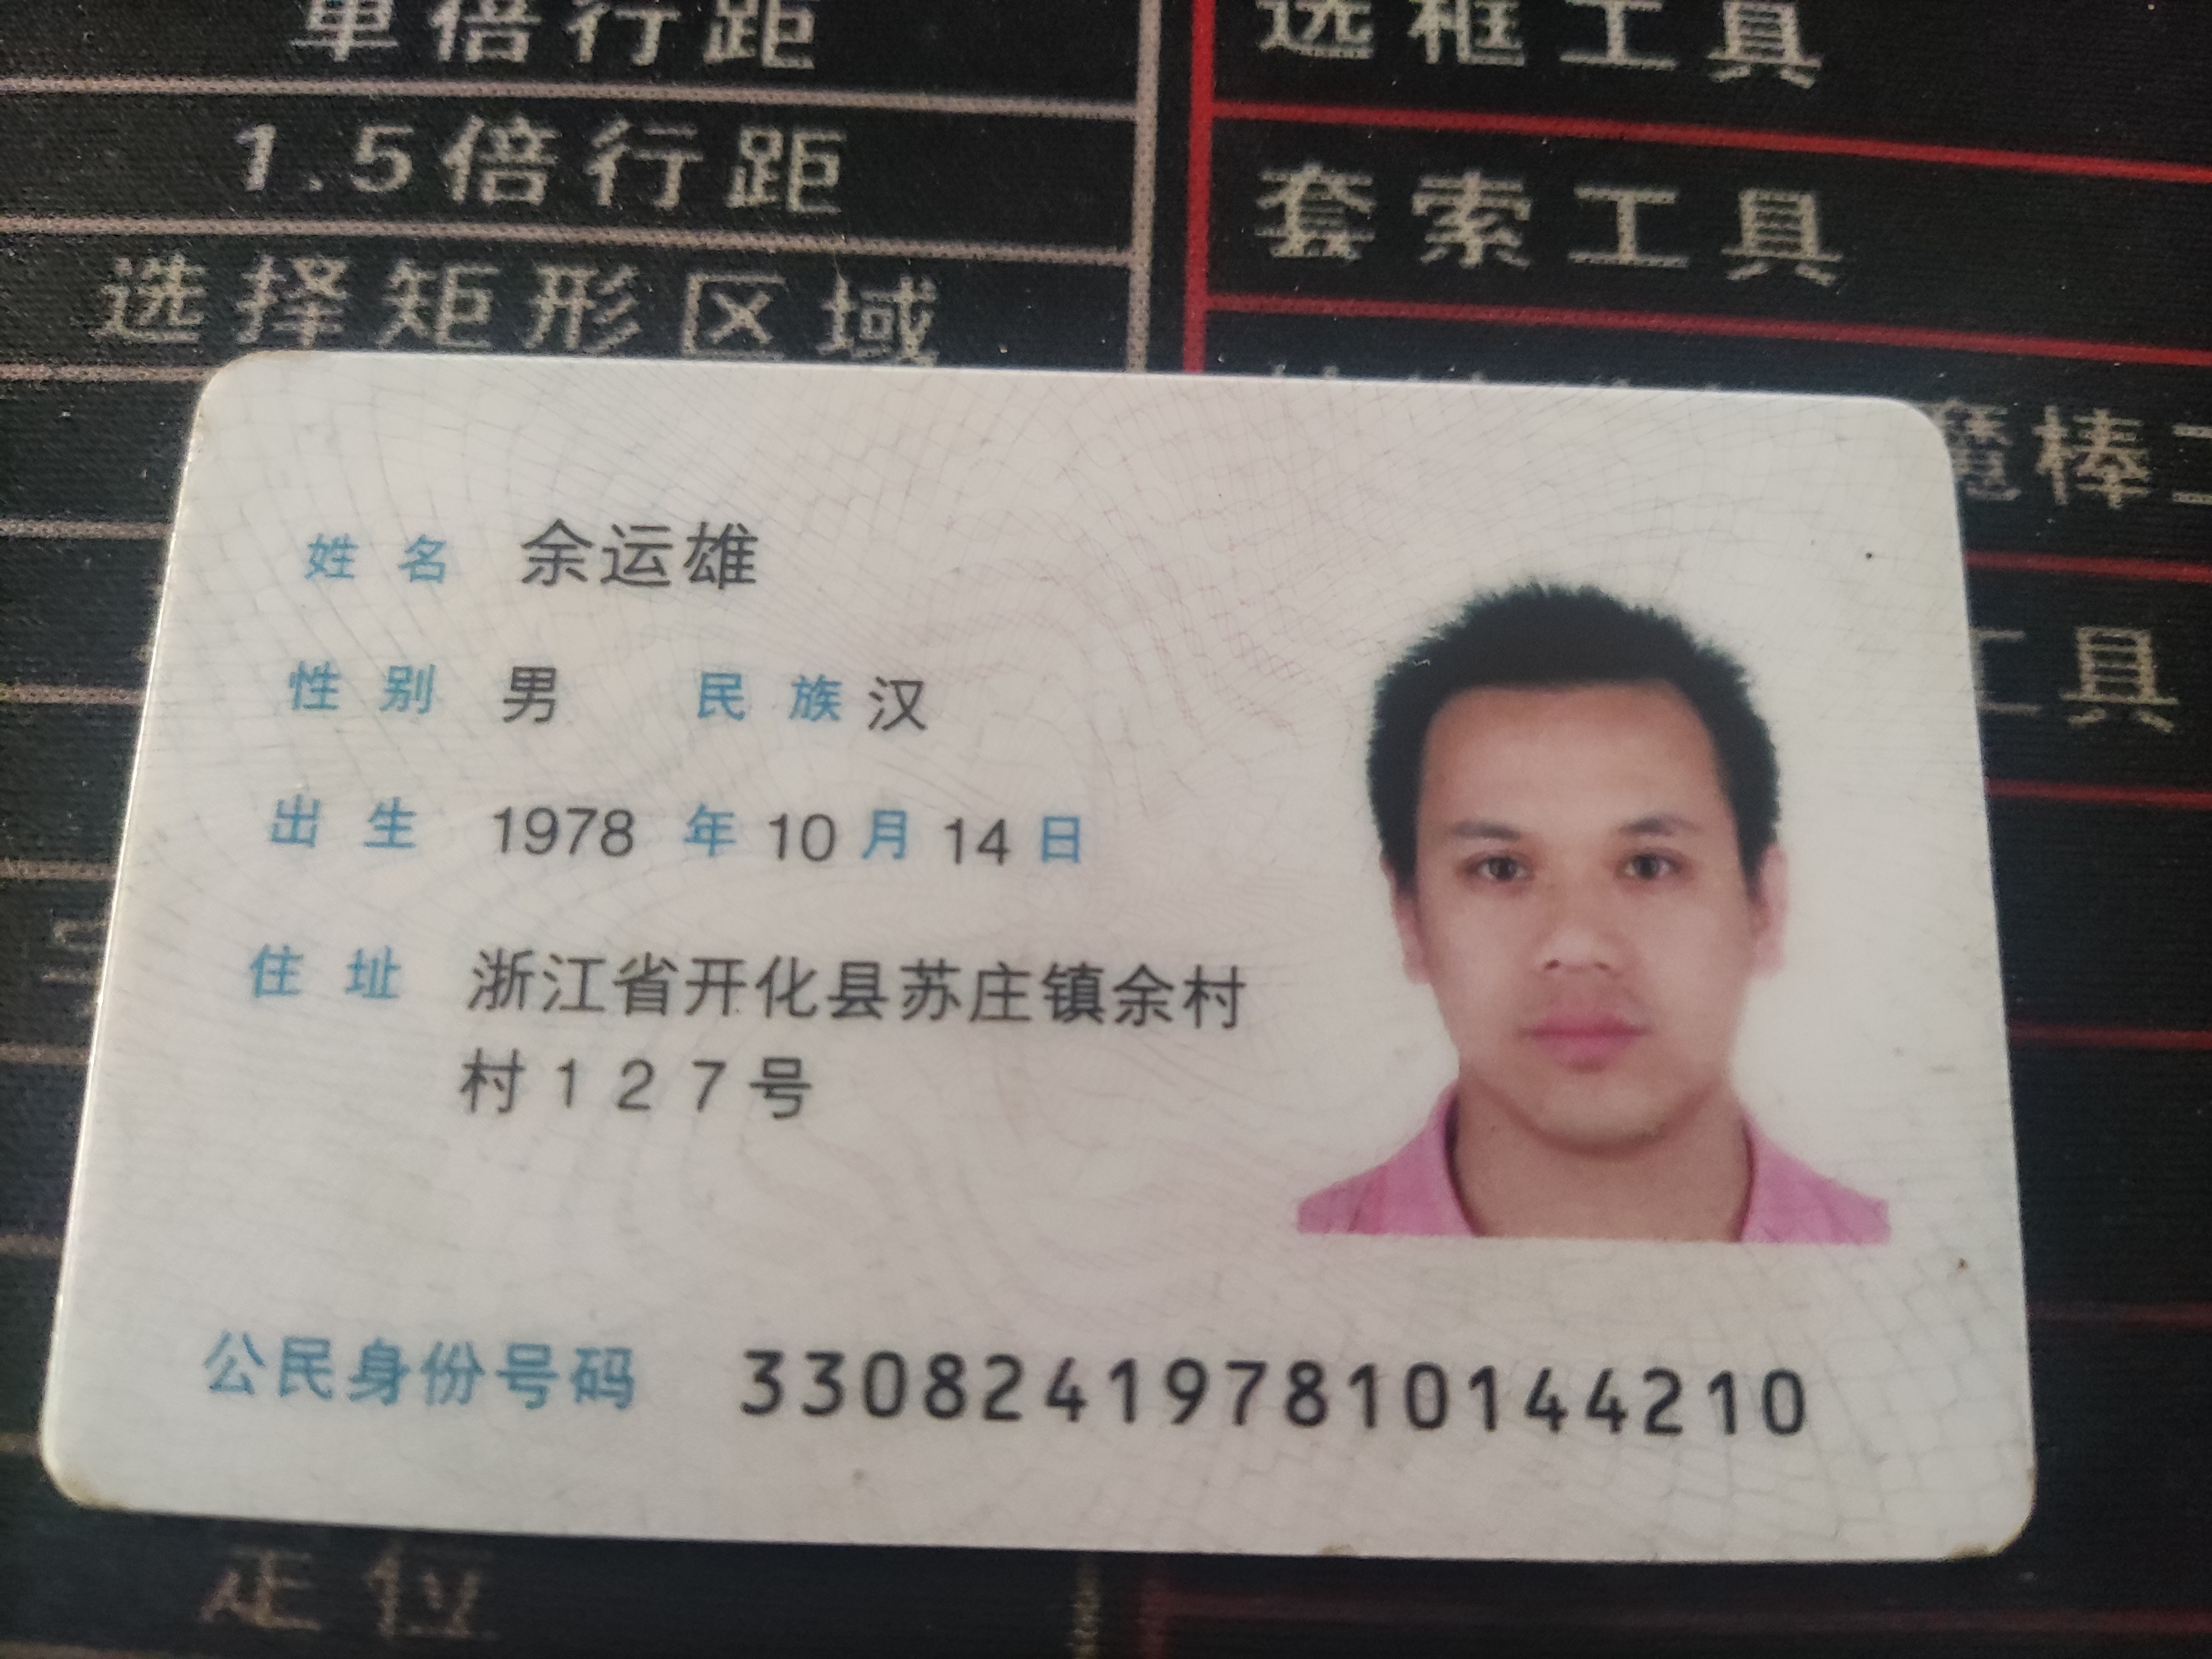 单倍行距
选框工具
1.5倍行距
套索工具
选择矩形区域
魔棒工
工具
姓名 余运雄
性别 男 民族 汉
出生 1978 年 10 月 14 日
住址 浙江省开化县苏庄镇余村
村127号
公民身份号码 330824197810144210
定位